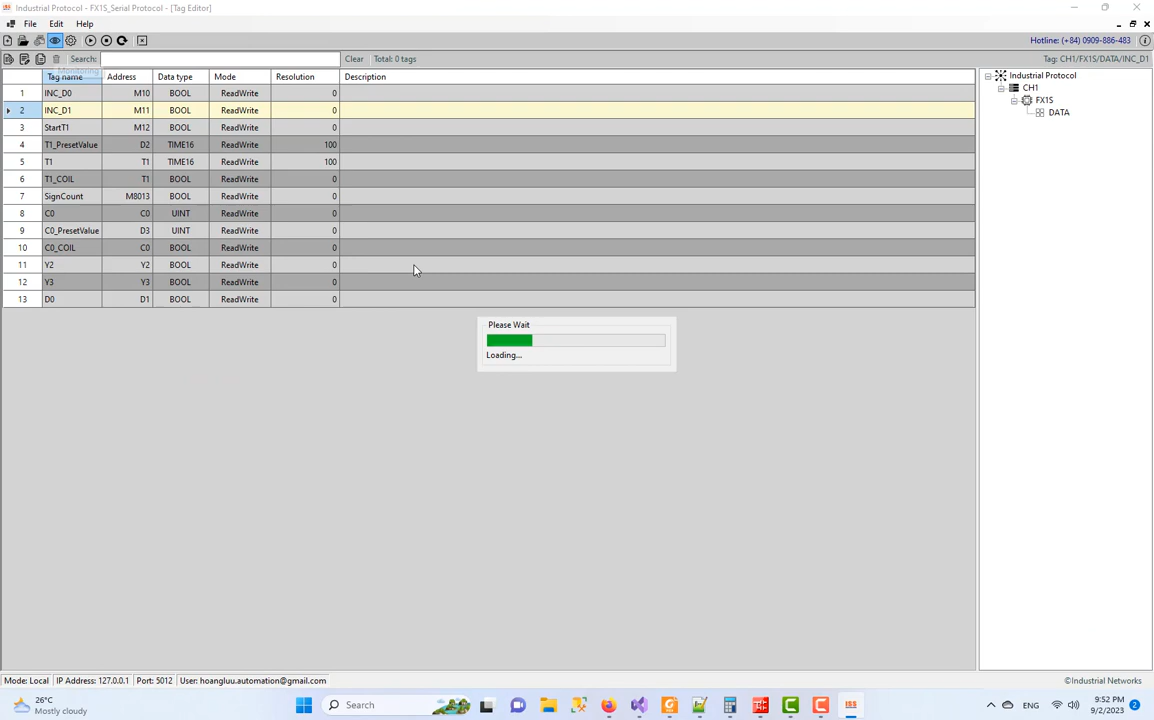 Industrial Protocol - FX1S_Serial Protocol - [Tag Editor]
File Edit Help
Hotline: (+84) 0909-886-483
Search: Clear Total: 0 tags Tag: CH1/FX1S/DATA/INC_D1
Monitoring
Tag name Address Data type Mode Resolution Description
1 INC_D0 M10 BOOL ReadWrite 0
2 INC_D1 M11 BOOL ReadWrite 0
3 StartT1 M12 BOOL ReadWrite 0
4 T1_PresetValue D2 TIME16 ReadWrite 100
5 T1 T1 TIME16 ReadWrite 100
6 T1_COIL T1 BOOL ReadWrite 0
7 SignCount M8013 BOOL ReadWrite 0
8 C0 C0 UINT ReadWrite 0
9 C0_PresetValue D3 UINT ReadWrite 0
10 C0_COIL C0 BOOL ReadWrite 0
11 Y2 Y2 BOOL ReadWrite 0
12 Y3 Y3 BOOL ReadWrite 0
13 D0 D1 BOOL ReadWrite 0
Industrial Protocol
CH1
FX1S
DATA
Please Wait
Loading...
Mode: Local IP Address: 127.0.0.1 Port: 5012 User: hoangluu.automation@gmail.com ©Industrial Networks
26°C
Mostly cloudy
Search
ISS
ENG
9:52 PM
9/2/2023
2